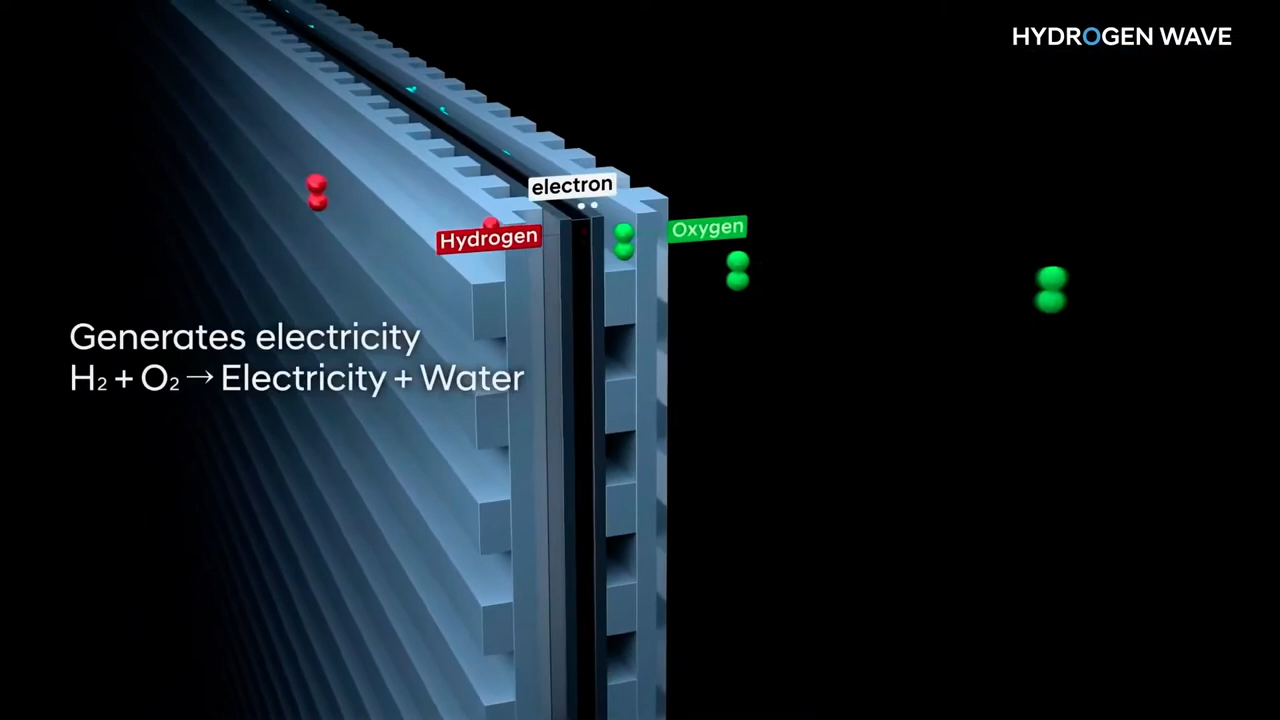 HYDROGEN WAVE
electron
Hydrogen
Oxygen
Generates electricity
H₂ + O₂ → Electricity + Water